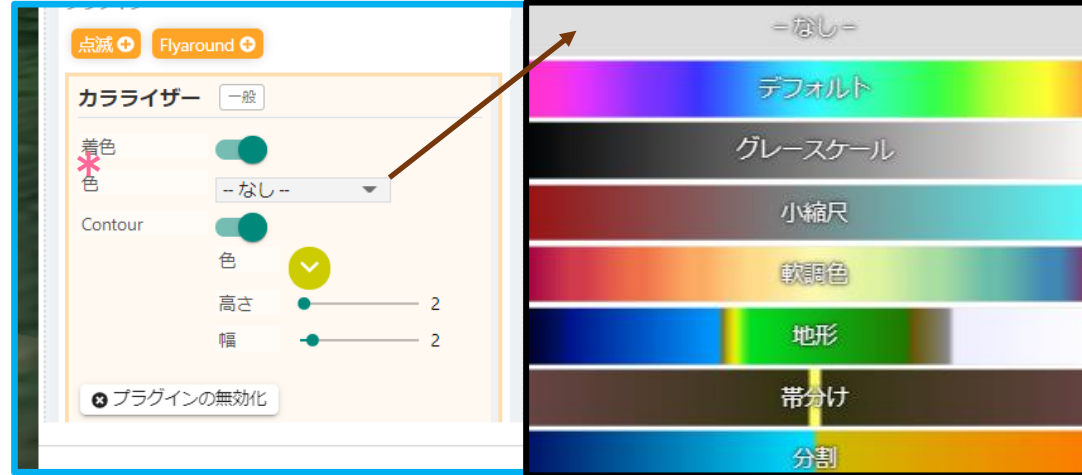 点滅 Flyaround
カラライザー 一般
着色
*
色 -- なし --
Contour
色
高さ 2
幅 2
プラグインの無効化
– なし –
デフォルト
グレースケール
小縮尺
軟調色
地形
帯分け
分割